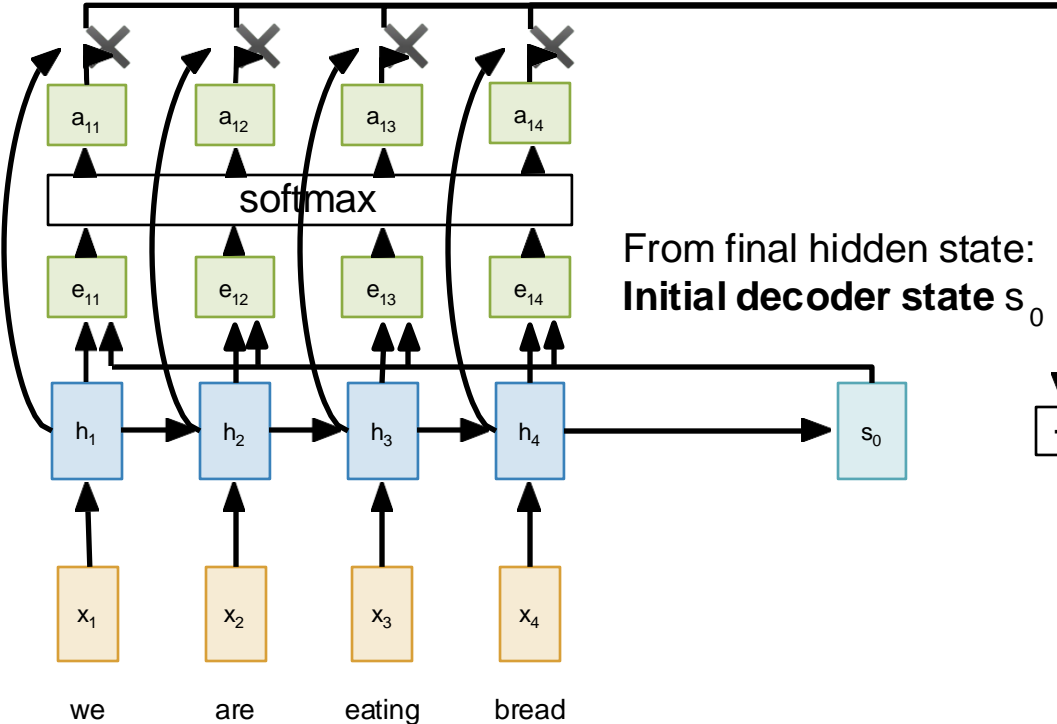 a11 a12 a13 a14
softmax
From final hidden state:
e11 e12 e13 e14
Initial decoder state s0
h1 h2 h3 h4 s0
x1 x2 x3 x4
we are eating bread